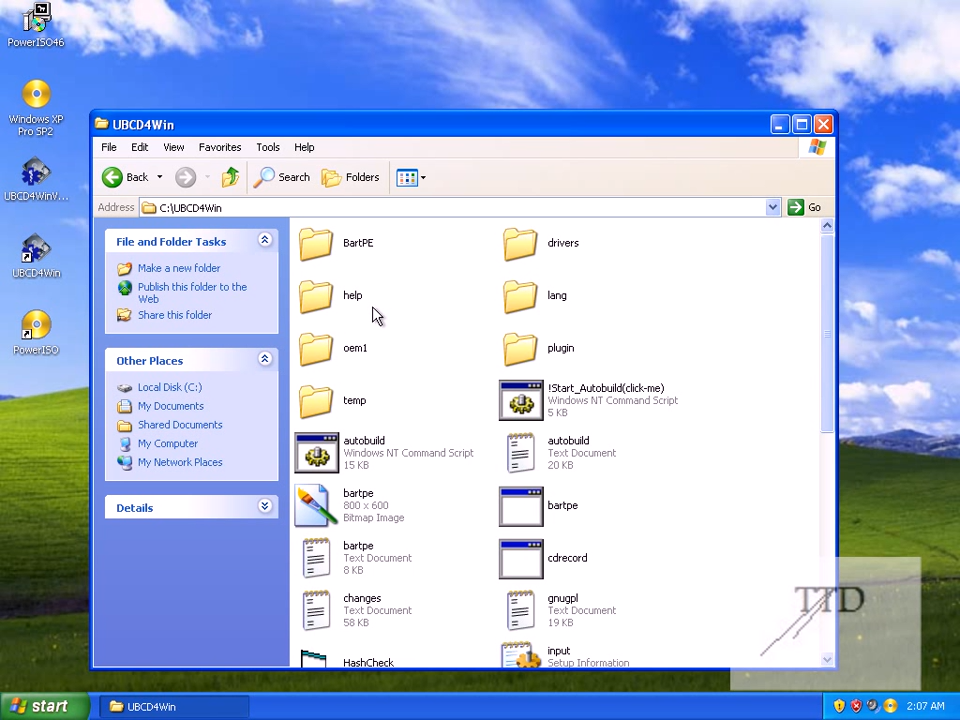 PowerISO46
Windows XP
Pro SP2
UBCD4WinV...
UBCD4Win
PowerISO
UBCD4Win
File Edit View Favorites Tools Help
Back Search Folders
Address C:\UBCD4Win Go
File and Folder Tasks
Make a new folder
Publish this folder to the
Web
Share this folder
Other Places
Local Disk (C:)
My Documents
Shared Documents
My Computer
My Network Places
Details
BartPE
drivers
help
lang
oem1
plugin
temp
!Start_Autobuild(click-me)
Windows NT Command Script
5 KB
autobuild
Windows NT Command Script
15 KB
autobuild
Text Document
20 KB
bartpe
800 x 600
Bitmap Image
bartpe
bartpe
Text Document
8 KB
cdrecord
changes
Text Document
58 KB
gnugpl
Text Document
19 KB
HashCheck
input
Setup Information
TTD
start UBCD4Win 2:07 AM